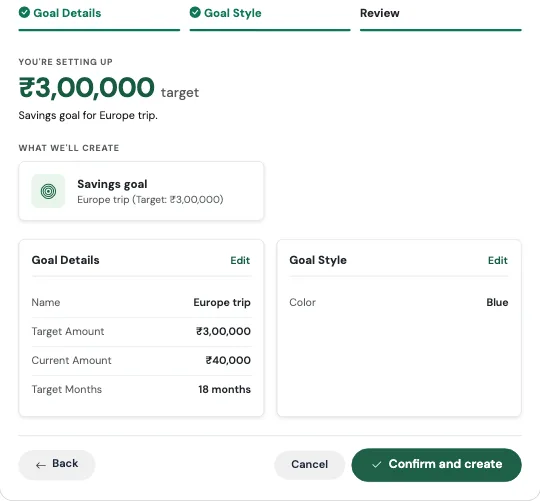 Goal Details
Goal Style
Review
YOU'RE SETTING UP
₹3,00,000 target
Savings goal for Europe trip.
WHAT WE'LL CREATE
Savings goal
Europe trip (Target: ₹3,00,000)
Goal Details
Edit
Name
Europe trip
Target Amount
₹3,00,000
Current Amount
₹40,000
Target Months
18 months
Goal Style
Edit
Color
Blue
Back
Cancel
Confirm and create